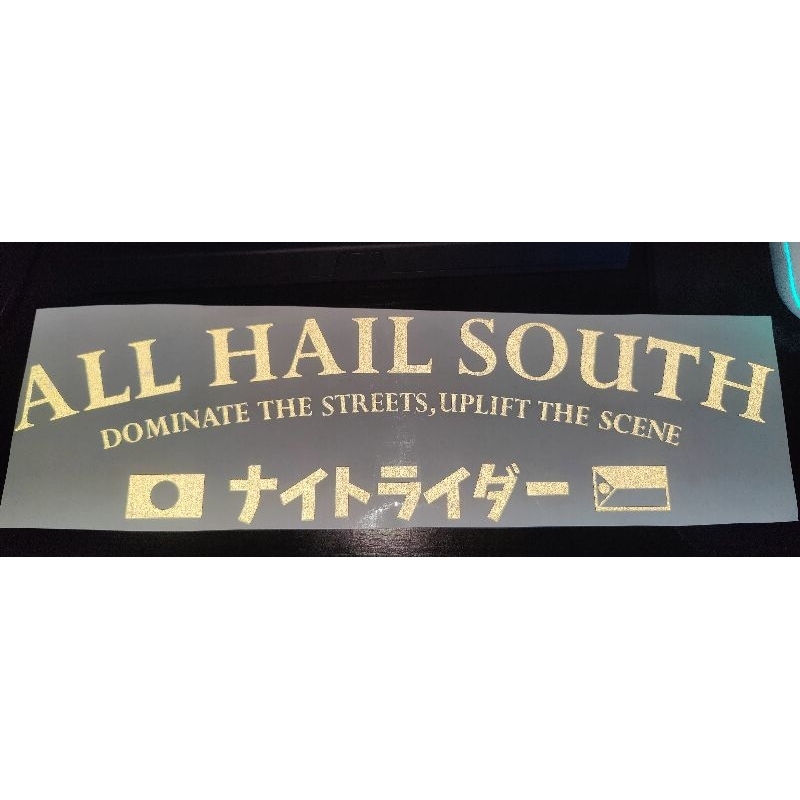 ALL HAIL SOUTH
DOMINATE THE STREETS,UPLIFT THE SCENE
ナイトライダー